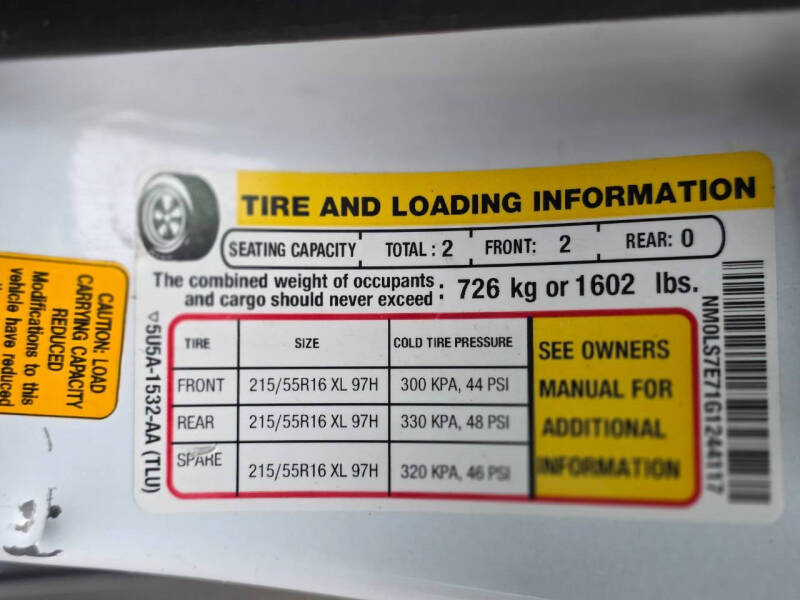 TIRE AND LOADING INFORMATION
SEATING CAPACITY TOTAL : 2 FRONT: 2 REAR: 0
The combined weight of occupants and cargo should never exceed : 726 kg or 1602 lbs.
TIRE SIZE COLD TIRE PRESSURE
FRONT 215/55R16 XL 97H 300 KPA, 44 PSI
REAR 215/55R16 XL 97H 330 KPA, 48 PSI
SPARE 215/55R16 XL 97H 320 KPA, 46 PSI
SEE OWNERS
MANUAL FOR
ADDITIONAL
INFORMATION
5U5A-1532-AA (TLU)
NM0LS7E71G1244117
CAUTION: LOAD
CARRYING CAPACITY
REDUCED
Modifications to this
vehicle have reduced